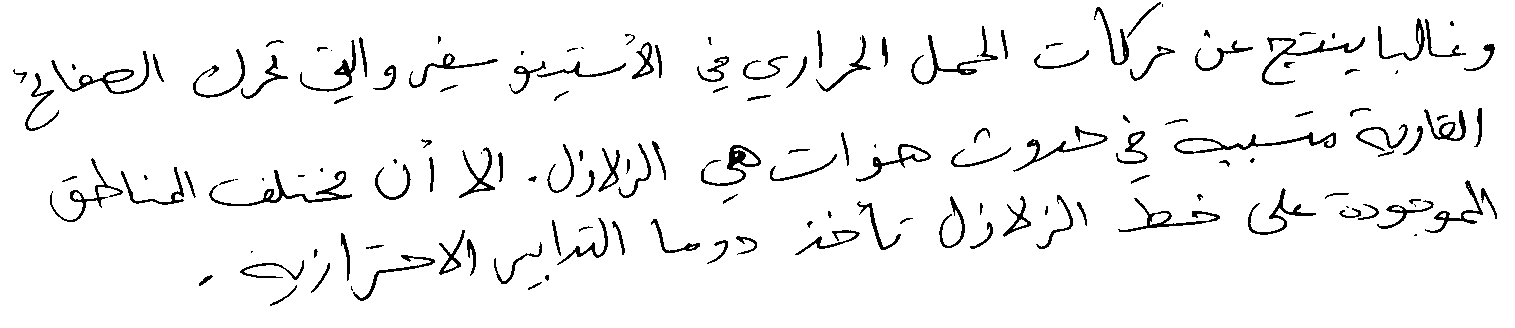 وغالبا ينتج عن حركات الحمل الحراري في الأستينوسفير والتي تحرك الصفائح
القارية متسببة في حدوث هزات هي الزلازل. الا أن مختلف المناطق
الموجودة على خط الزلازل تأخذ دوما التدابير الاحترازية.